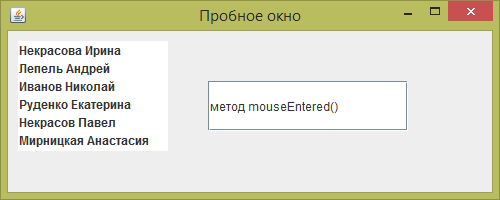 Пробное окно
Некрасова Ирина
Лепель Андрей
Иванов Николай
Руденко Екатерина
Некрасов Павел
Мирницкая Анастасия
метод mouseEntered()